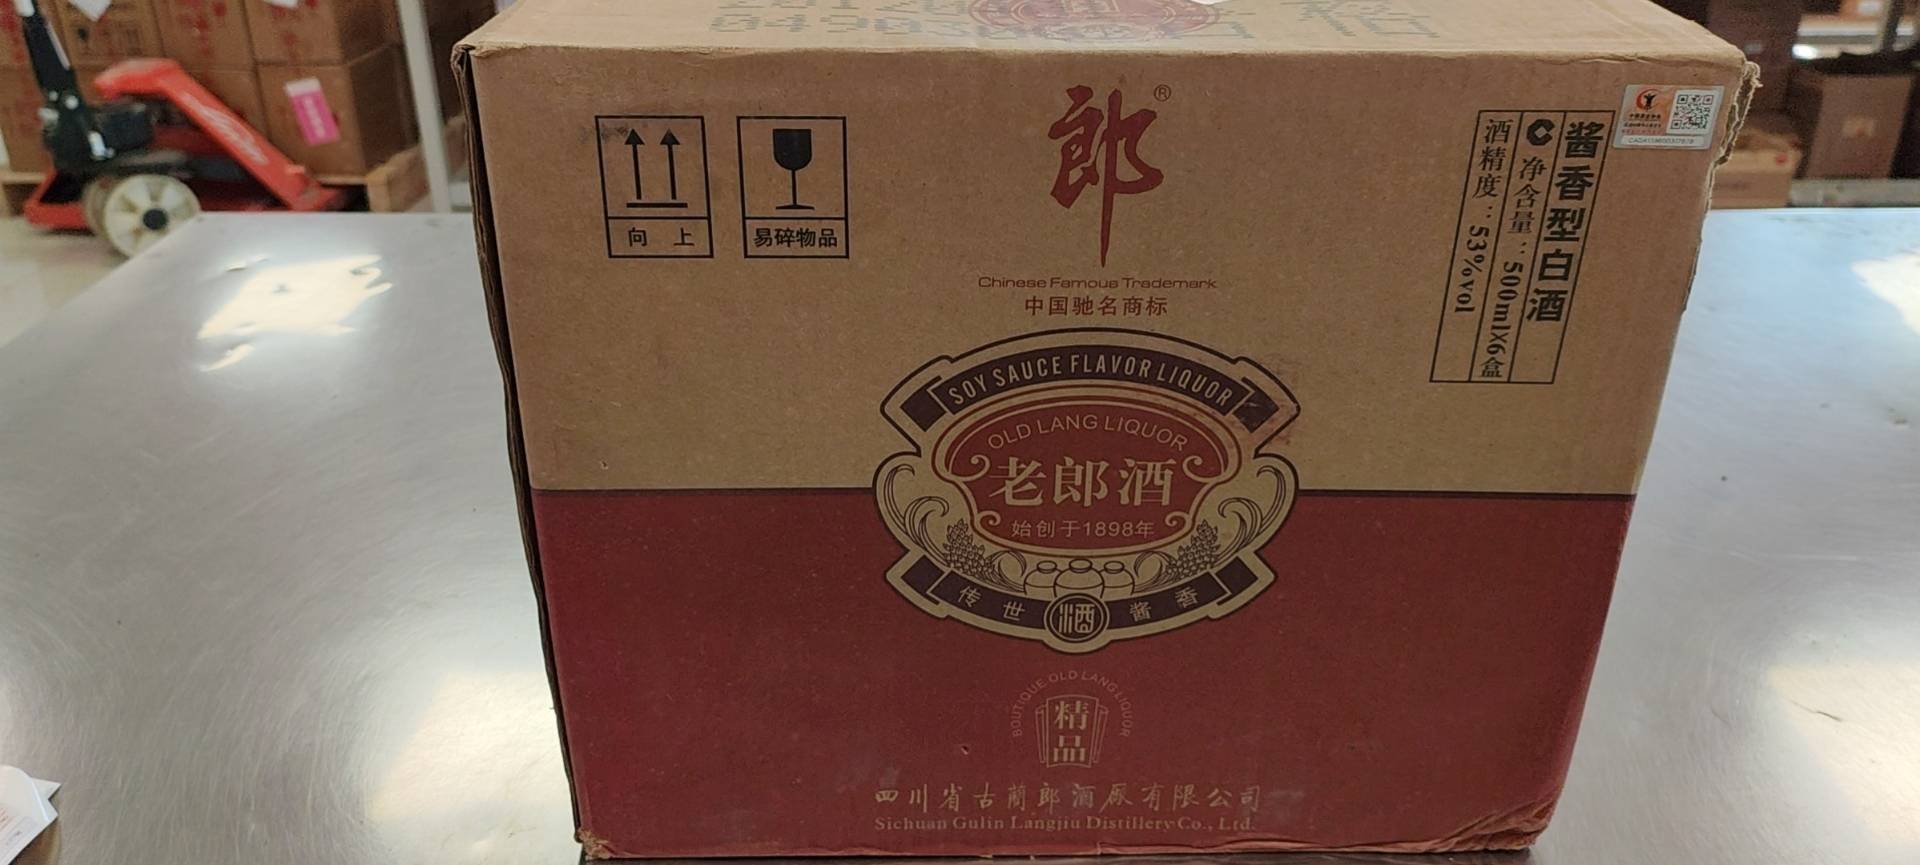 郎®
Chinese Famous Trademark
中国驰名商标
向 上
易碎物品
酱香型白酒
净含量：500ml×6盒
酒精度：53%vol
SOY SAUCE FLAVOR LIQUOR
OLD LANG LIQUOR
老郎酒
始创于1898年
传世酒酱香
BOUTIQUE OLD LANG LIQUOR
精品
四川省古蔺郎酒厰有限公司
Sichuan Gulin Langjiu Distillery Co., Ltd.